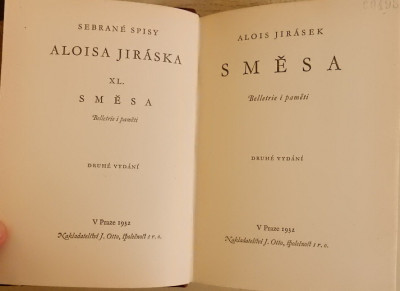 SEBRANÉ SPISY
ALOISA JIRÁSKA
XL.
SMĚSA
Belletrie i paměti
DRUHÉ VYDÁNÍ
V Praze 1932
Nakladatelství J. Otto, společnost s r. o.
ALOIS JIRÁSEK
SMĚSA
Belletrie i paměti
DRUHÉ VYDÁNÍ
V Praze 1932
Nakladatelství J. Otto, společnost s r. o.